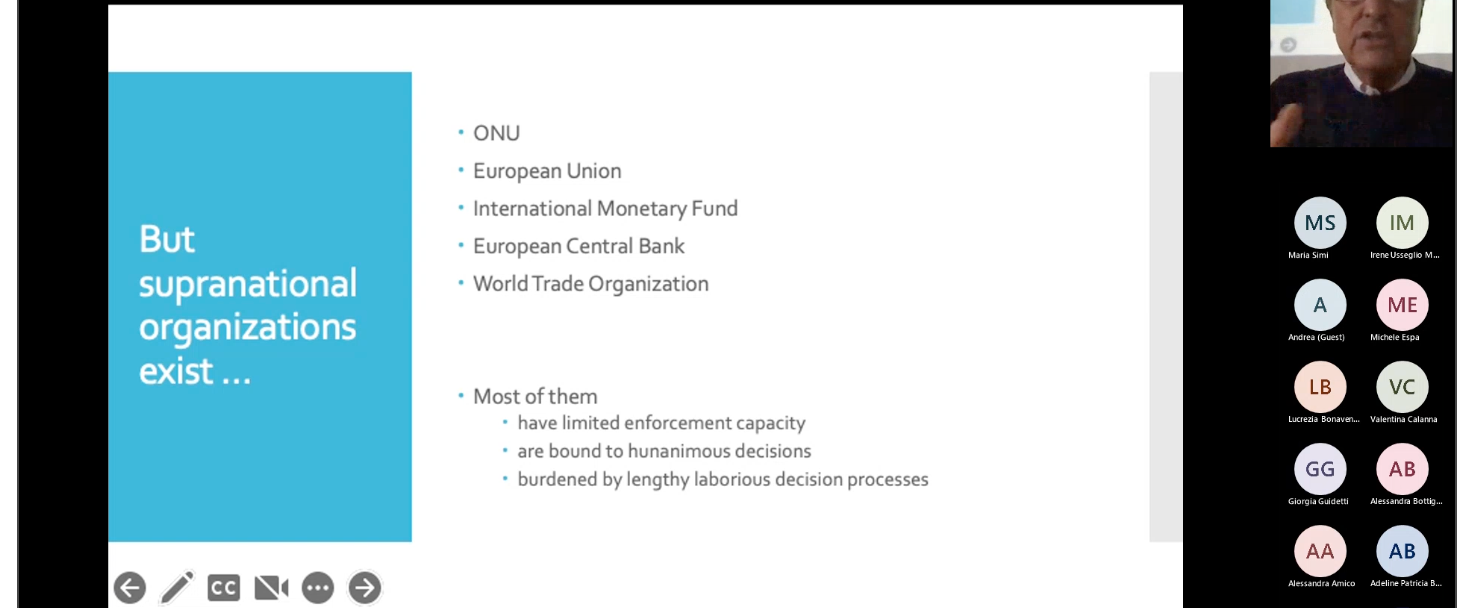 But
supranational
organizations
exist ...
ONU
European Union
International Monetary Fund
European Central Bank
World Trade Organization
Most of them
have limited enforcement capacity
are bound to hunanimous decisions
burdened by lengthy laborious decision processes
CC
MS
Maria Simi
IM
Irene Usseglio M...
A
Andrea (Guest)
ME
Michele Espa
LB
Lucrezia Bonaven...
VC
Valentina Calanna
GG
Giorgia Guidetti
AB
Alessandra Bottig...
AA
Alessandra Amico
AB
Adeline Patricia B...